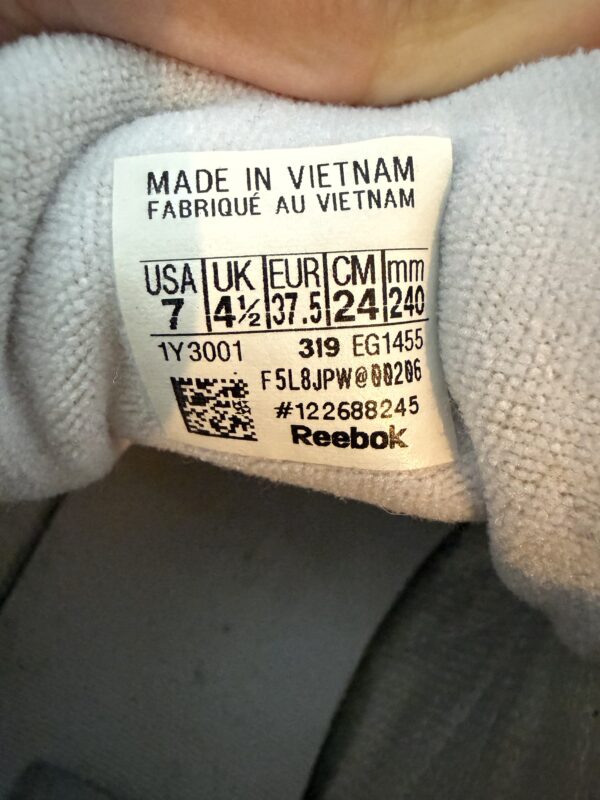 MADE IN VIETNAM
FABRIQUÉ AU VIETNAM
USA UK EUR CM mm
7 4½ 37.5 24 240
1Y3001 319 EG1455
F5L8JPW@00206
#122688245
Reebok